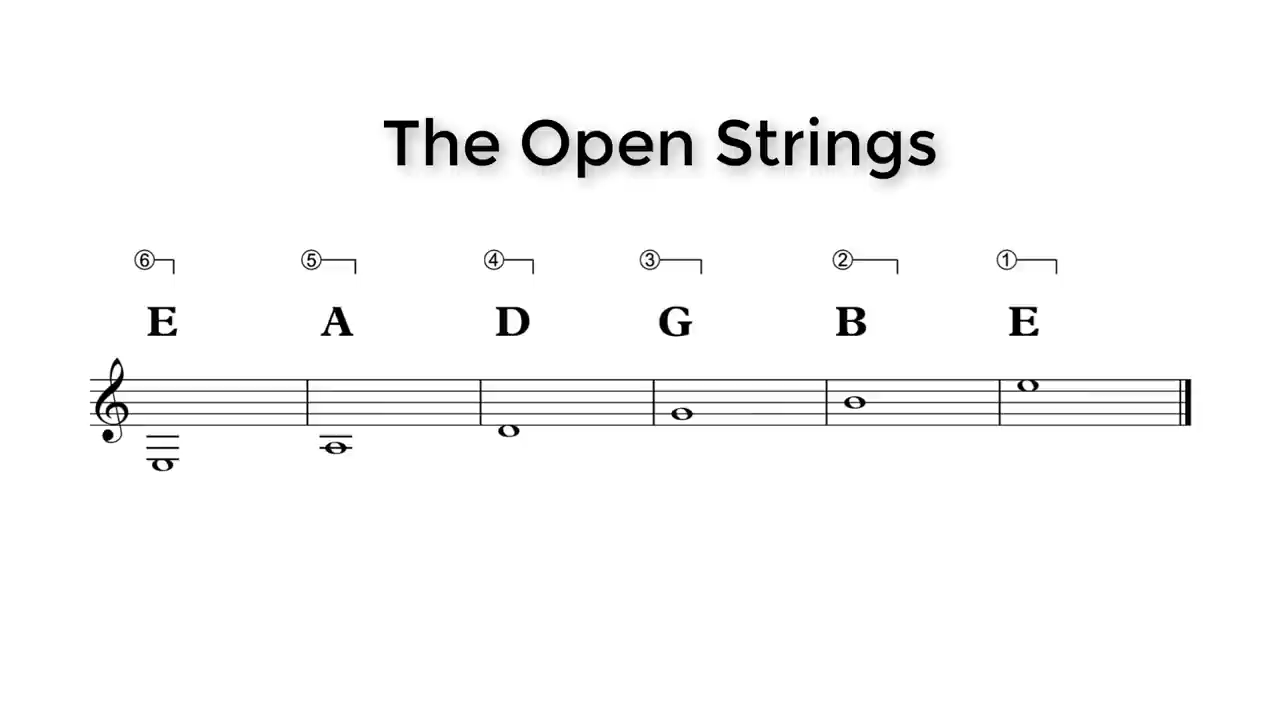 The Open Strings
⑥ ⑤ ④ ③ ② ①
E A D G B E